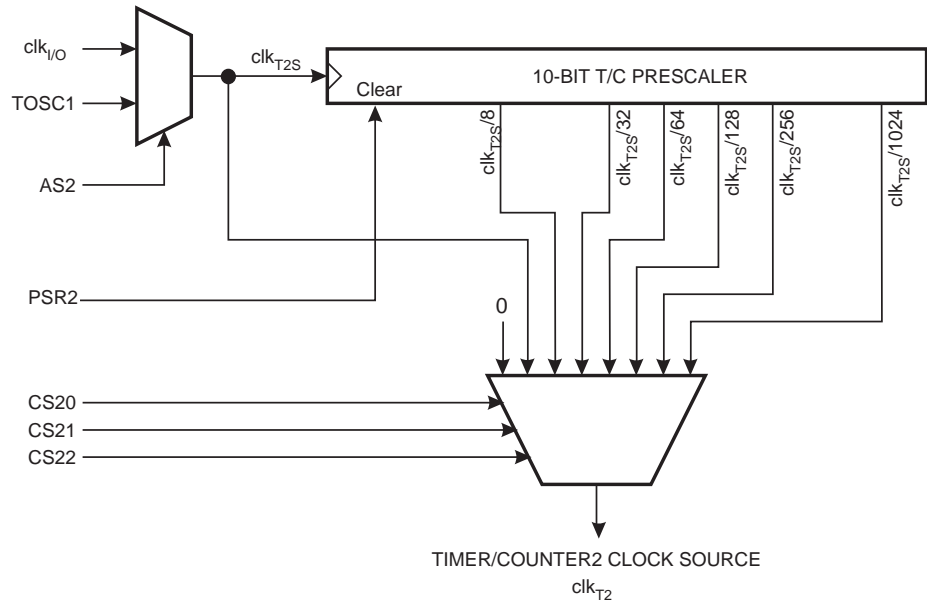 clkI/O
clkT2S
10-BIT T/C PRESCALER
TOSC1
Clear
clkT2S/8
clkT2S/32
clkT2S/64
clkT2S/128
clkT2S/256
clkT2S/1024
AS2
PSR2
0
CS20
CS21
CS22
TIMER/COUNTER2 CLOCK SOURCE
clkT2